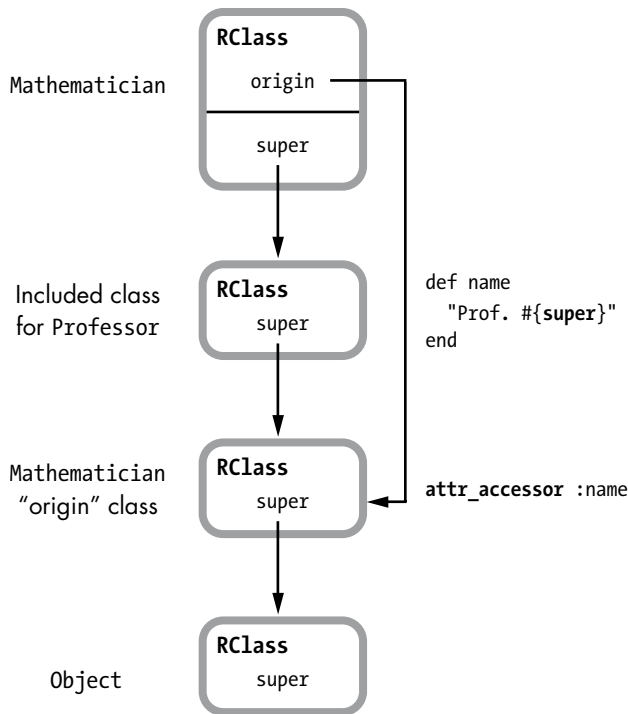 RClass
Mathematician
origin
super
Included class
for Professor
RClass
super
def name
"Prof. #{super}"
end
Mathematician
“origin” class
RClass
super
attr_accessor :name
Object
RClass
super